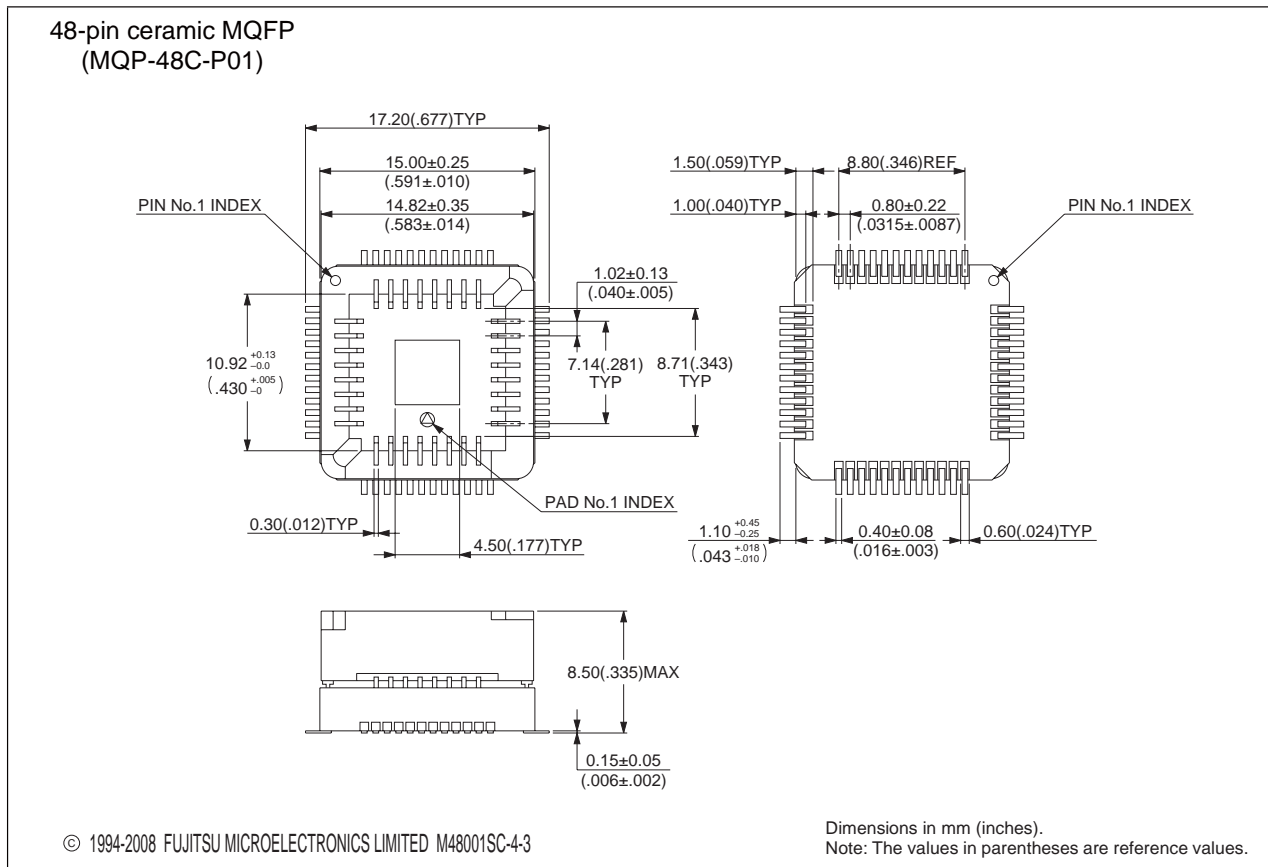 48-pin ceramic MQFP
(MQP-48C-P01)
17.20(.677)TYP
15.00±0.25
(.591±.010)
14.82±0.35
(.583±.014)
PIN No.1 INDEX
1.02±0.13
(.040±.005)
10.92 +0.13 -0.0
(.430 +.005 -0)
7.14(.281)
TYP
8.71(.343)
TYP
PAD No.1 INDEX
0.30(.012)TYP
4.50(.177)TYP
1.50(.059)TYP
8.80(.346)REF
1.00(.040)TYP
0.80±0.22
(.0315±.0087)
PIN No.1 INDEX
1.10 +0.45 -0.25
(.043 +.018 -.010)
0.40±0.08
(.016±.003)
0.60(.024)TYP
8.50(.335)MAX
0.15±0.05
(.006±.002)
© 1994-2008 FUJITSU MICROELECTRONICS LIMITED M48001SC-4-3
Dimensions in mm (inches).
Note: The values in parentheses are reference values.